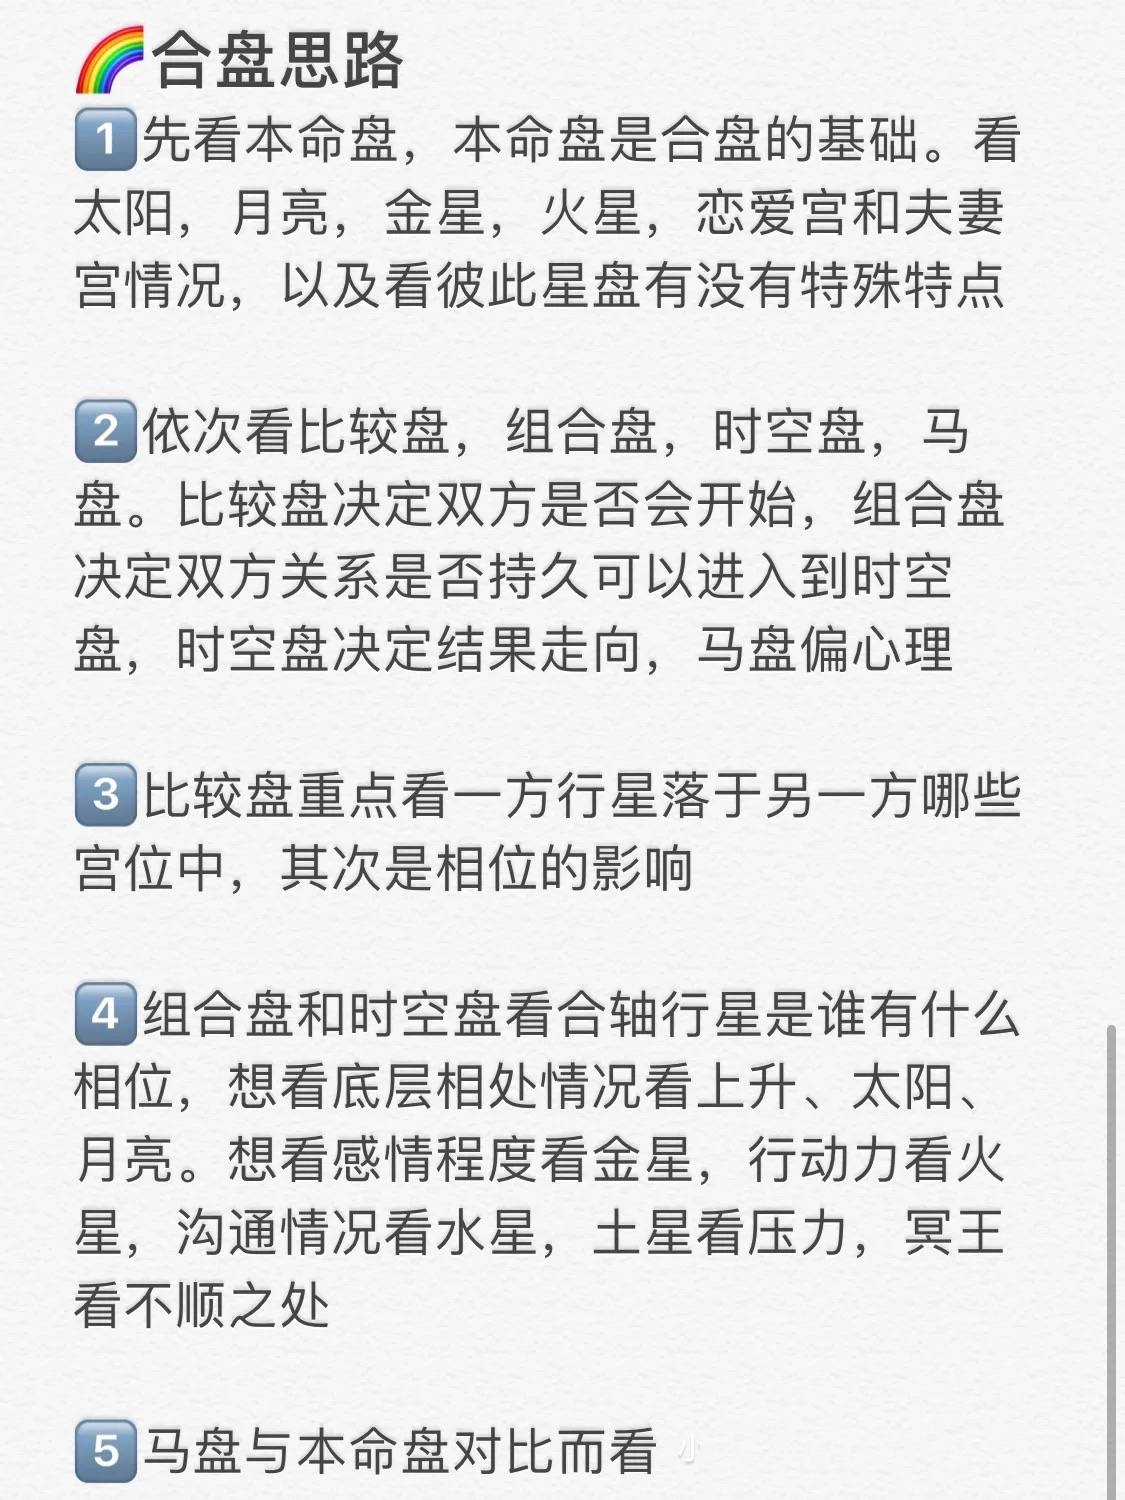 🌈合盘思路
1️⃣先看本命盘，本命盘是合盘的基础。看
太阳，月亮，金星，火星，恋爱宫和夫妻
宫情况，以及看彼此星盘有没有特殊特点
2️⃣依次看比较盘，组合盘，时空盘，马
盘。比较盘决定双方是否会开始，组合盘
决定双方关系是否持久可以进入到时空
盘，时空盘决定结果走向，马盘偏心理
3️⃣比较盘重点看一方行星落于另一方哪些
宫位中，其次是相位的影响
4️⃣组合盘和时空盘看合轴行星是谁有什么
相位，想看底层相处情况看上升、太阳、
月亮。想看感情程度看金星，行动力看火
星，沟通情况看水星，土星看压力，冥王
看不顺之处
5️⃣马盘与本命盘对比而看 小